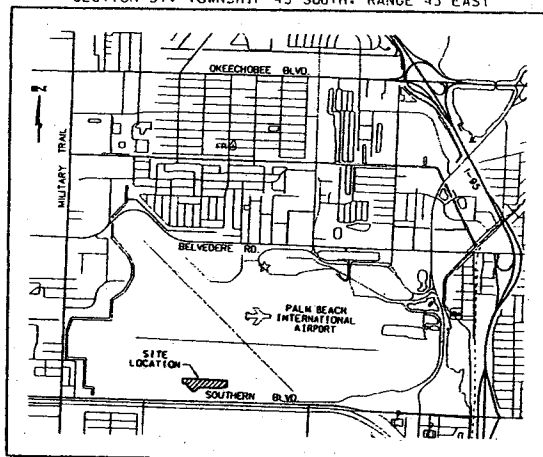 SECTION 31, TOWNSHIP 43 SOUTH, RANGE 43 EAST
OKEECHOBEE BLVD.
N
MILITARY TRAIL
I-95
BELVEDERE RD.
PALM BEACH
INTERNATIONAL
AIRPORT
SITE
LOCATION
SOUTHERN BLVD.